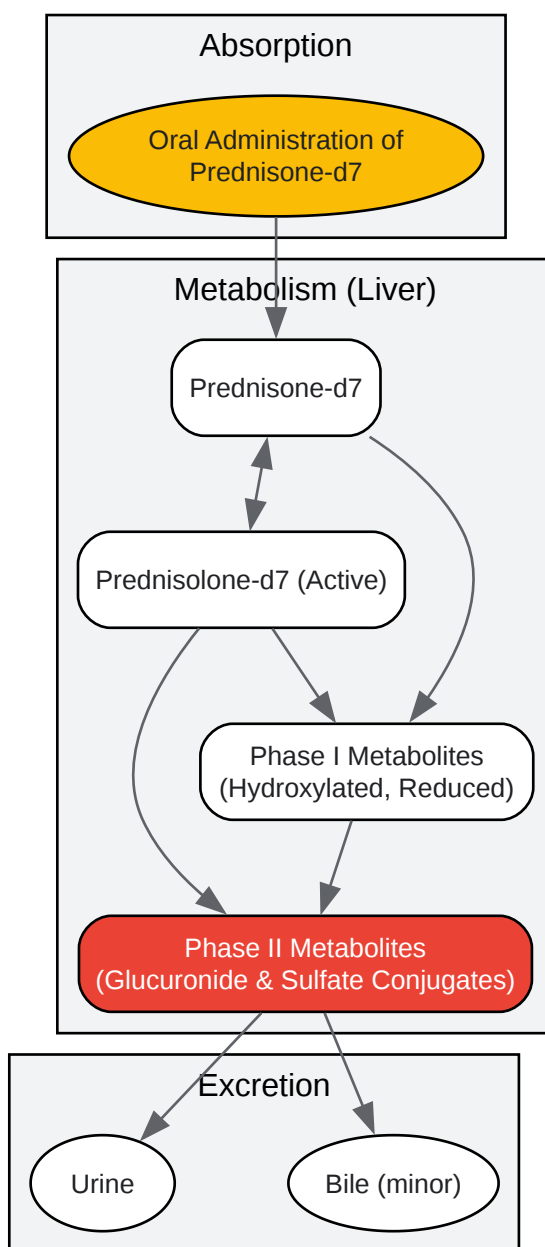 Absorption
Oral Administration of
Prednisone-d7
Metabolism (Liver)
Prednisone-d7
Prednisolone-d7 (Active)
Phase I Metabolites
(Hydroxylated, Reduced)
Phase II Metabolites
(Glucuronide & Sulfate Conjugates)
Excretion
Urine
Bile (minor)